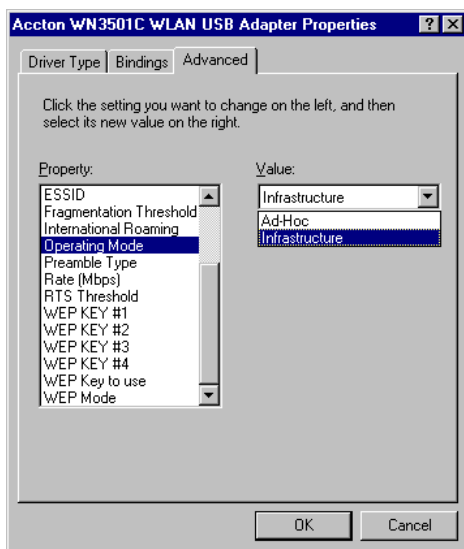 Accton WN3501C WLAN USB Adapter Properties
Driver Type
Bindings
Advanced
Click the setting you want to change on the left, and then
select its new value on the right.
Property:
ESSID
Fragmentation Threshold
International Roaming
Operating Mode
Preamble Type
Rate (Mbps)
RTS Threshold
WEP KEY #1
WEP KEY #2
WEP KEY #3
WEP KEY #4
WEP Key to use
WEP Mode
Value:
Infrastructure
Ad-Hoc
Infrastructure
OK
Cancel